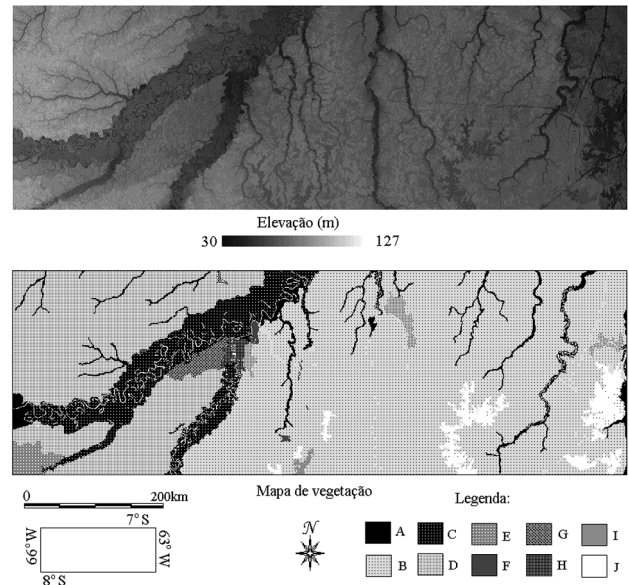 Elevação (m)
30 127
0 200km
Mapa de vegetação
Legenda:
7° S
66°W
63°W
8° S
N
A C E G I
B D F H J